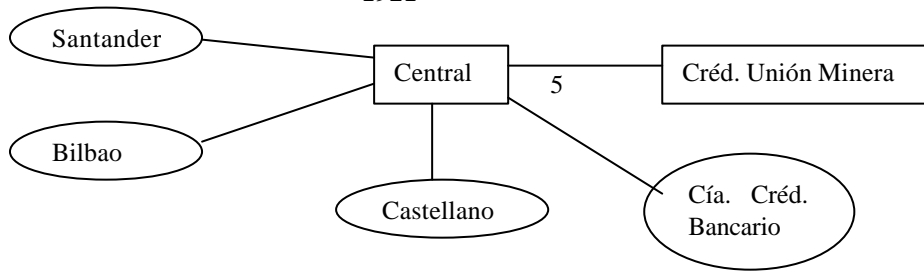 Santander
Central
Créd. Unión Minera
5
Bilbao
Castellano
Cía. Créd.
Bancario